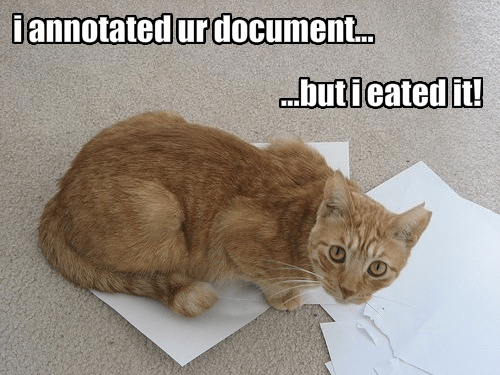 i annotated ur document...
...but i eated it!